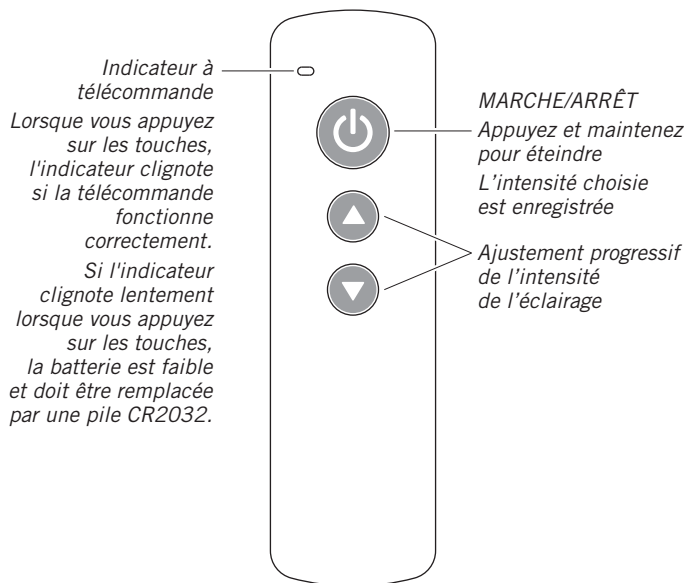 Indicateur à
télécommande
Lorsque vous appuyez
sur les touches,
l'indicateur clignote
si la télécommande
fonctionne
correctement.
Si l'indicateur
clignote lentement
lorsque vous appuyez
sur les touches,
la batterie est faible
et doit être remplacée
par une pile CR2032.
MARCHE/ARRÊT
Appuyez et maintenez
pour éteindre
L’intensité choisie
est enregistrée
Ajustement progressif
de l’intensité
de l’éclairage